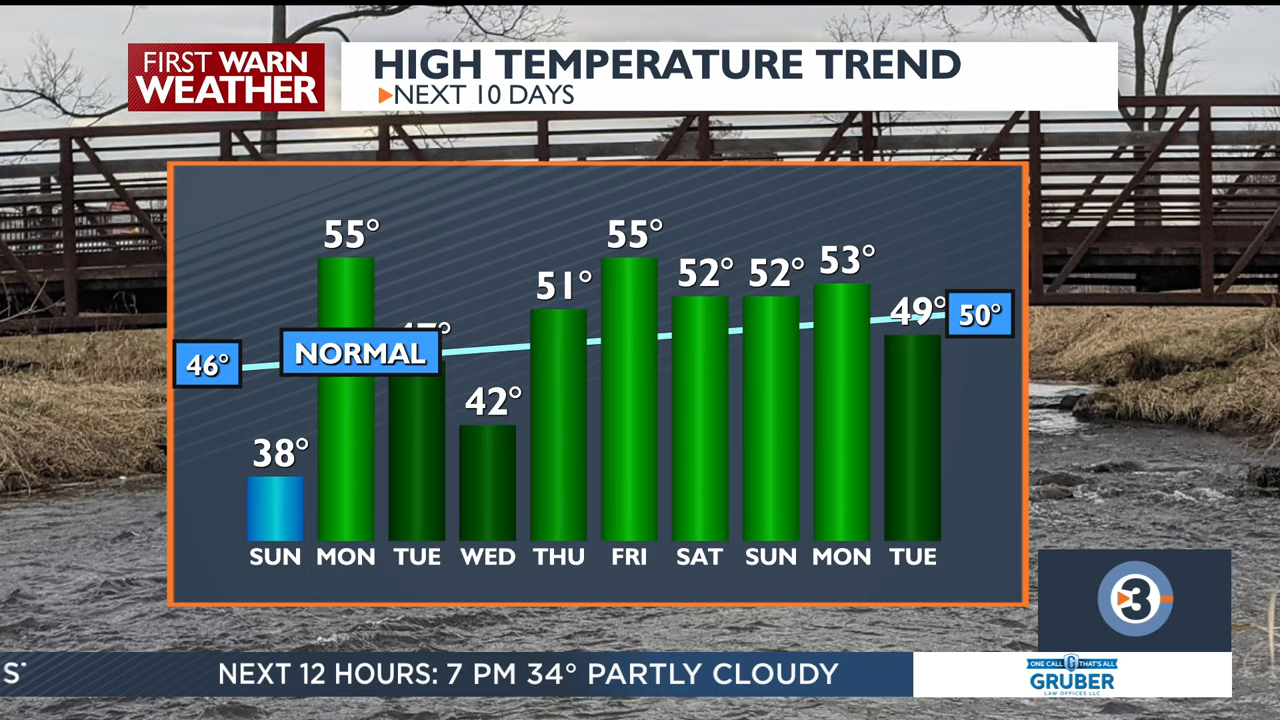 FIRST WARN
WEATHER
HIGH TEMPERATURE TREND
NEXT 10 DAYS
55°
55°
53°
52°
52°
51°
49°
50°
NORMAL
46°
42°
38°
SUN MON TUE WED THU FRI SAT SUN MON TUE
3
NEXT 12 HOURS: 7 PM 34° PARTLY CLOUDY
ONE CALL G THAT'S ALL
GRUBER
LAW OFFICES LLC